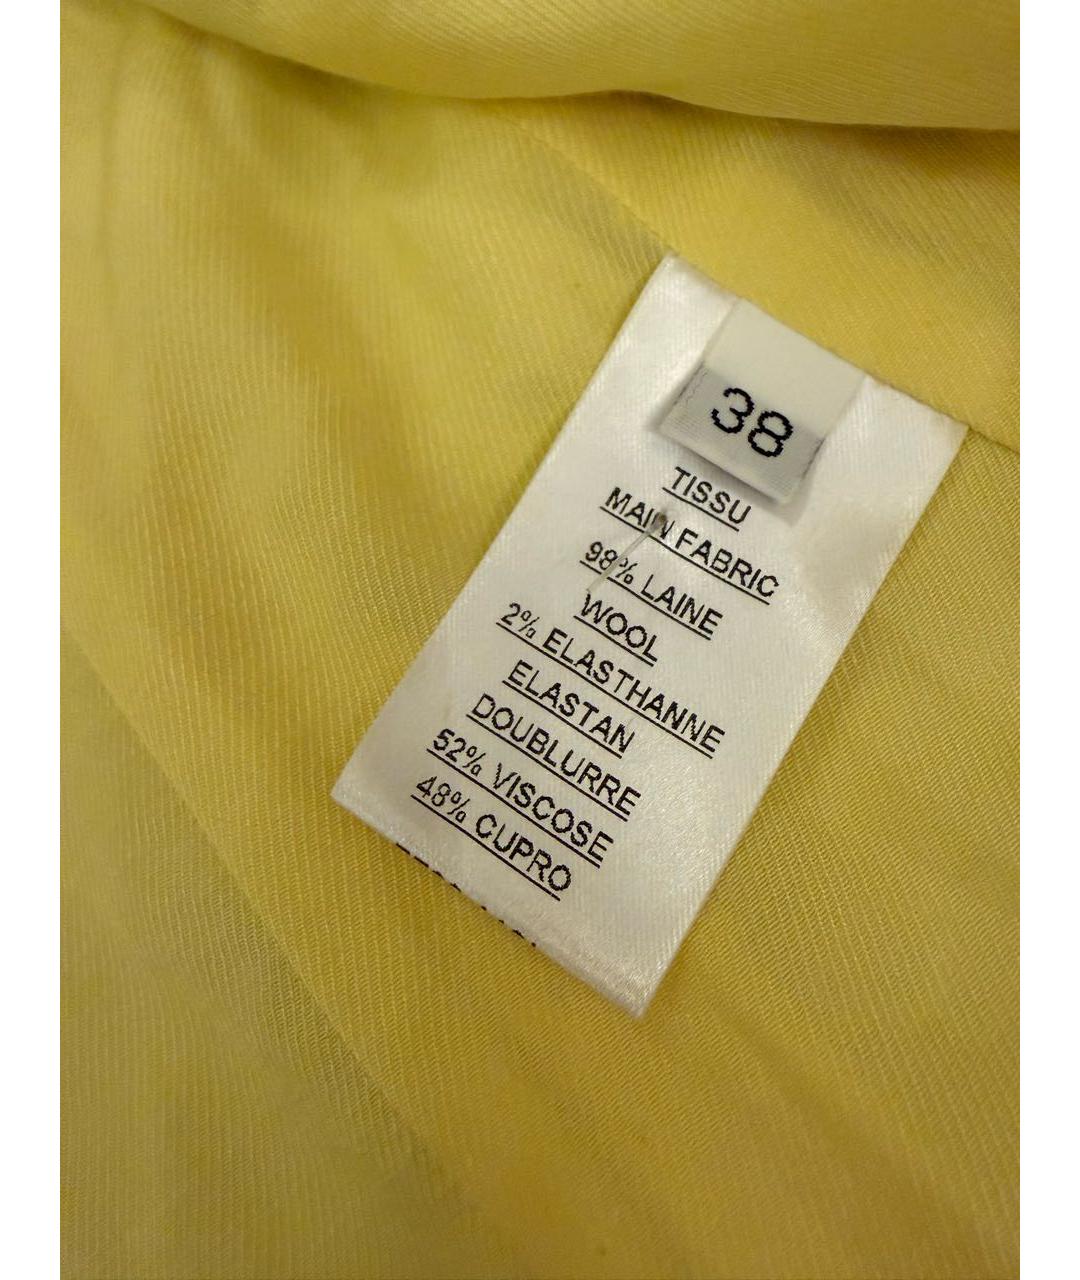 38
TISSU
MAIN FABRIC
98% LAINE
WOOL
2% ELASTHANNE
ELASTAN
DOUBLURRE
52% VISCOSE
48% CUPRO